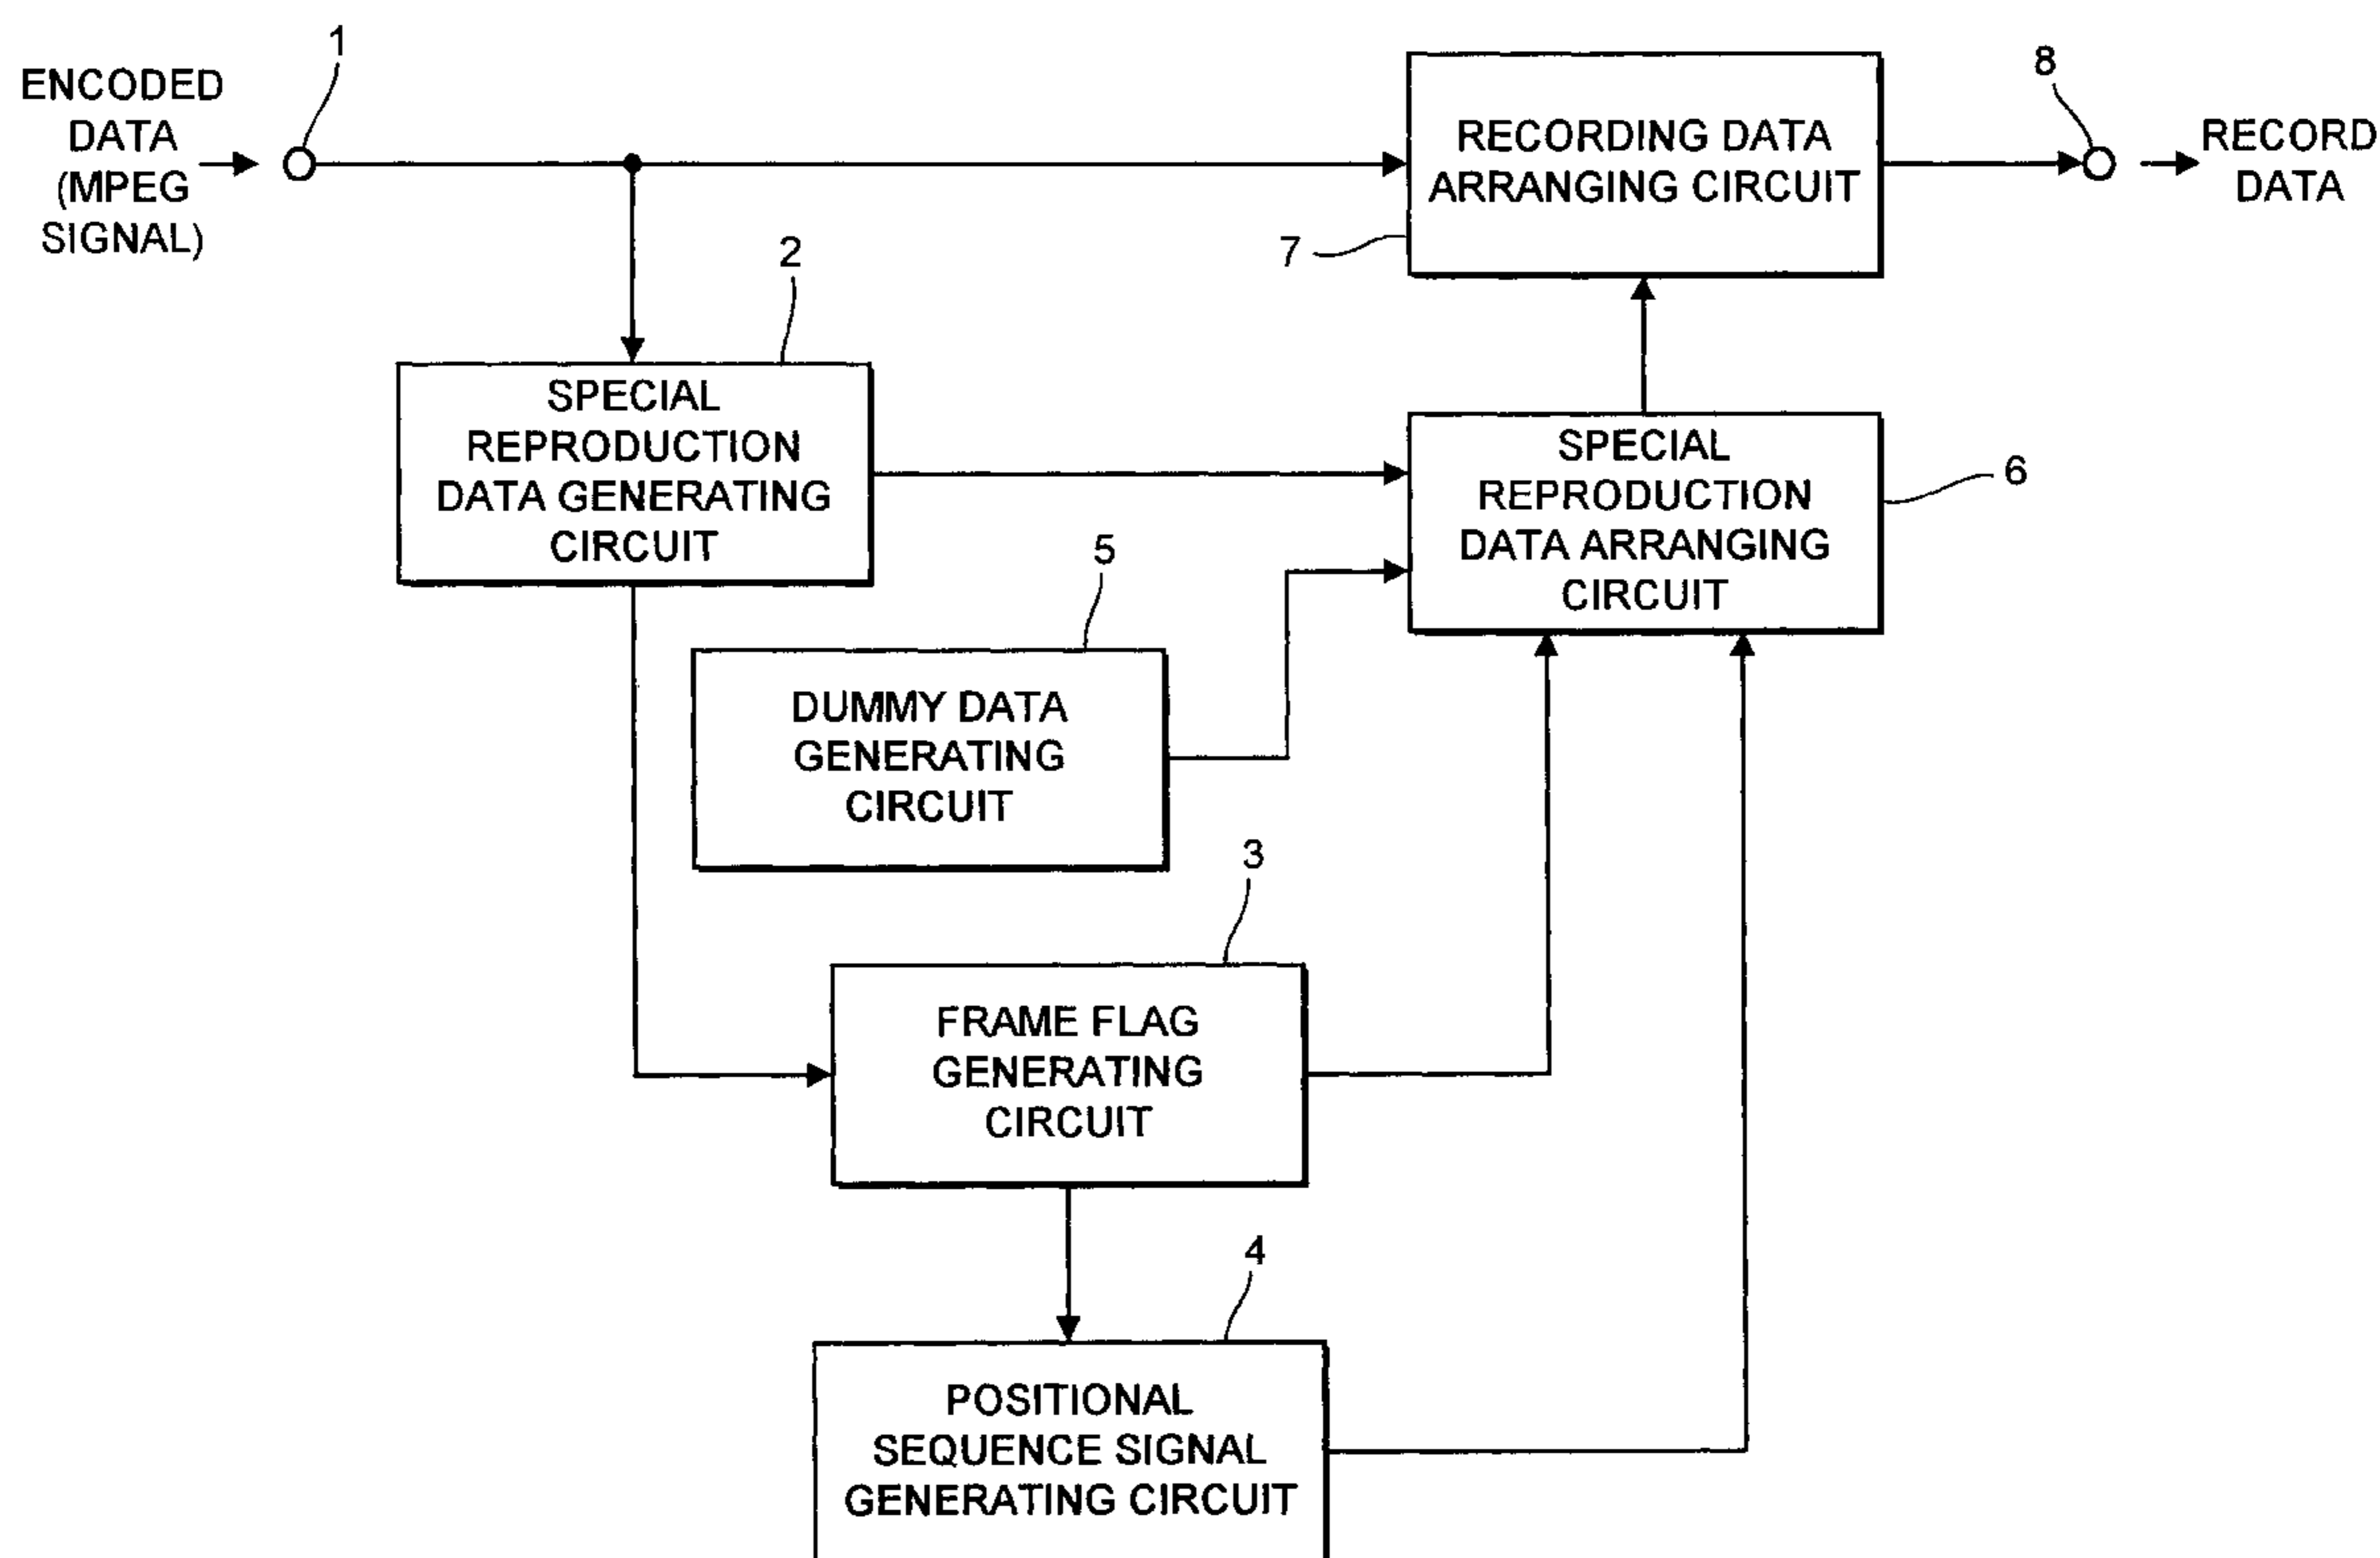 1
ENCODED
DATA
(MPEG
SIGNAL)
RECORDING DATA
ARRANGING CIRCUIT
7
8
RECORD
DATA
2
SPECIAL
REPRODUCTION
DATA GENERATING
CIRCUIT
SPECIAL
REPRODUCTION
DATA ARRANGING
CIRCUIT
6
5
DUMMY DATA
GENERATING
CIRCUIT
3
FRAME FLAG
GENERATING
CIRCUIT
4
POSITIONAL
SEQUENCE SIGNAL
GENERATING CIRCUIT